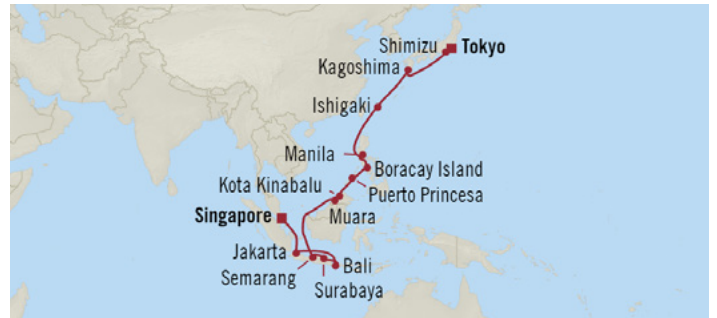 Shimizu
Tokyo
Kagoshima
Ishigaki
Manila
Boracay Island
Kota Kinabalu
Puerto Princesa
Singapore
Muara
Jakarta
Bali
Semarang
Surabaya